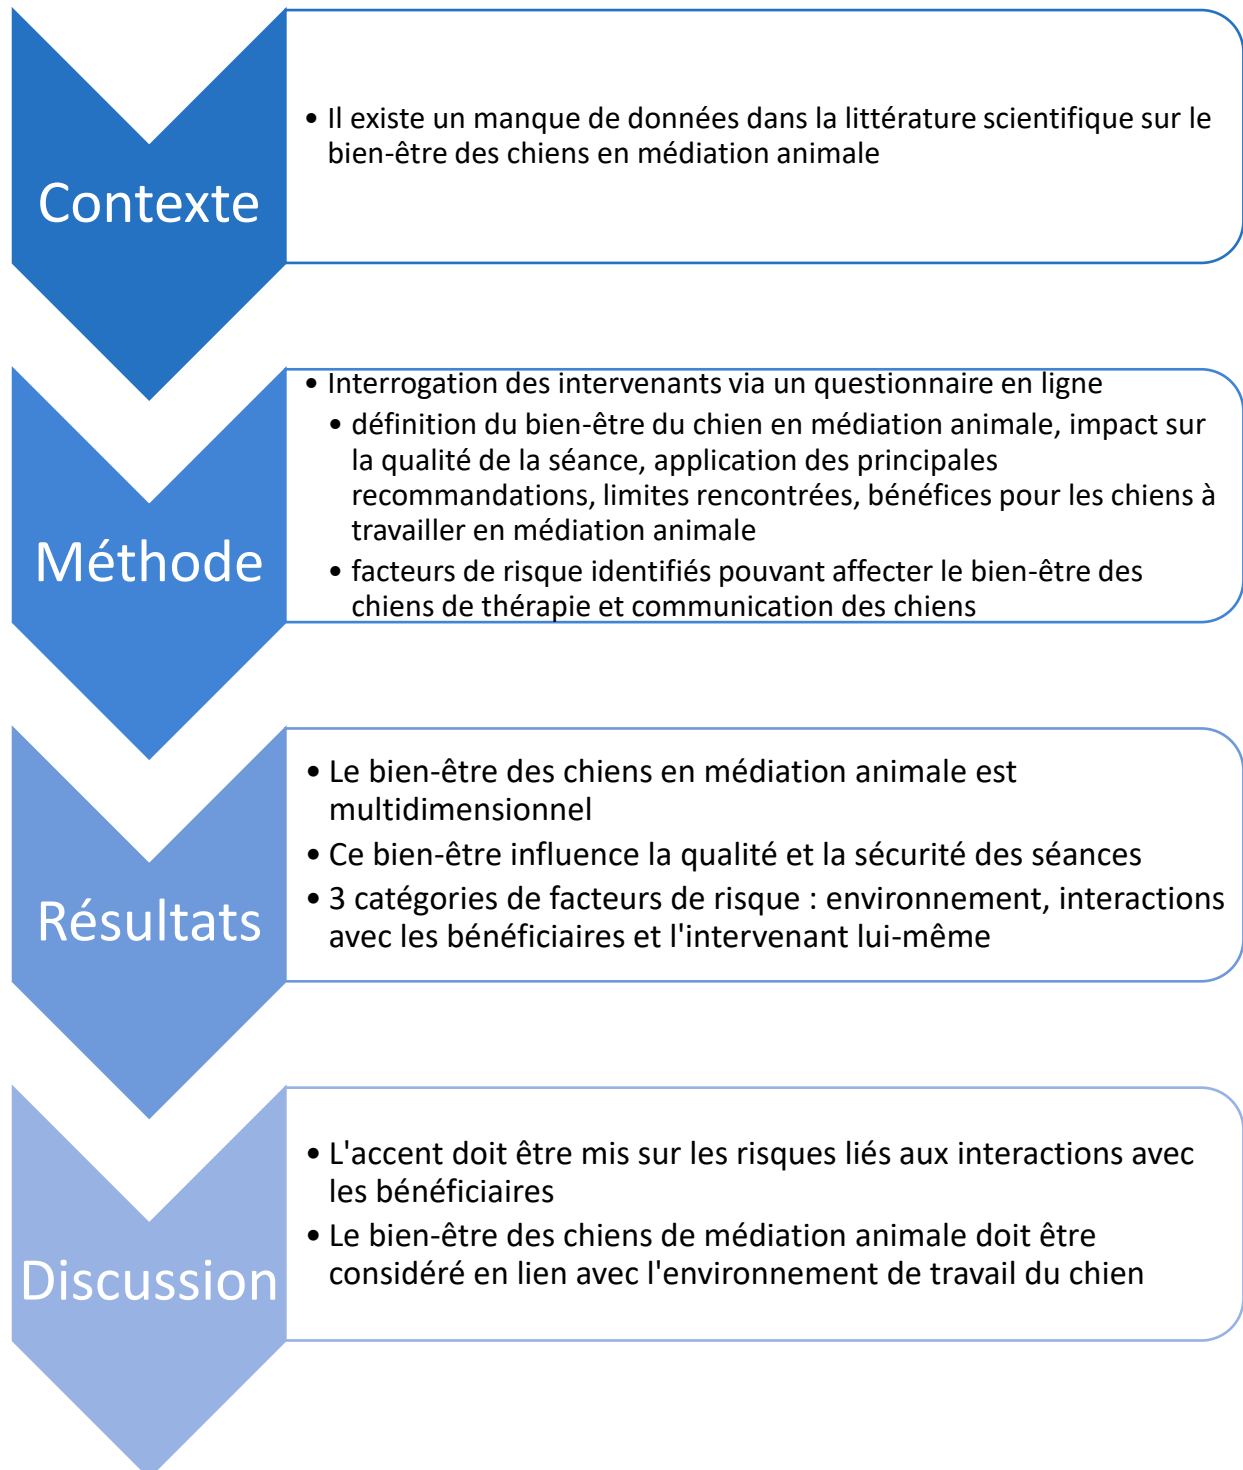 Contexte
• Il existe un manque de données dans la littérature scientifique sur le
bien-être des chiens en médiation animale
Méthode
• Interrogation des intervenants via un questionnaire en ligne
• définition du bien-être du chien en médiation animale, impact sur
la qualité de la séance, application des principales
recommandations, limites rencontrées, bénéfices pour les chiens à
travailler en médiation animale
• facteurs de risque identifiés pouvant affecter le bien-être des
chiens de thérapie et communication des chiens
Résultats
• Le bien-être des chiens en médiation animale est
multidimensionnel
• Ce bien-être influence la qualité et la sécurité des séances
• 3 catégories de facteurs de risque : environnement, interactions
avec les bénéficiaires et l'intervenant lui-même
Discussion
• L'accent doit être mis sur les risques liés aux interactions avec
les bénéficiaires
• Le bien-être des chiens de médiation animale doit être
considéré en lien avec l'environnement de travail du chien